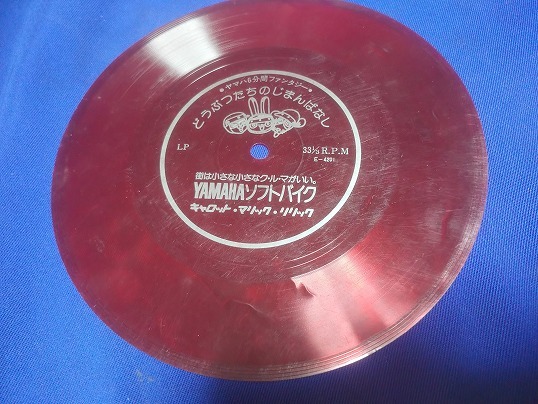 •ヤマハ6分間ファンタジー•
どうぶつたちのじまんばなし
LP
33⅓ R.P.M
E-4291
街は小さな小さなク・ル・マがいい。
YAMAHAソフトバイク
キャロット・マリック・リリック